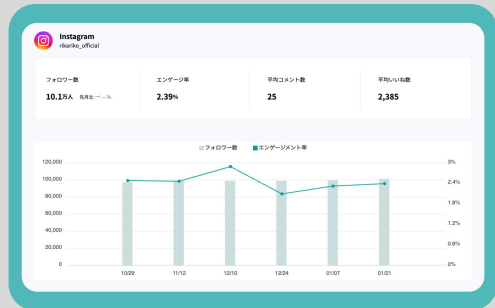 Instagram
rikariko_official
フォロワー数
エンゲージ率
平均コメント数
平均いいね数
10.1万人 先月比 -- %
2.39%
25
2,385
フォロワー数 エンゲージメント率
120,000
100,000
80,000
60,000
40,000
20,000
0
3%
2.4%
1.8%
1.2%
0.8%
0%
10/29 11/12 12/10 12/24 01/07 01/21